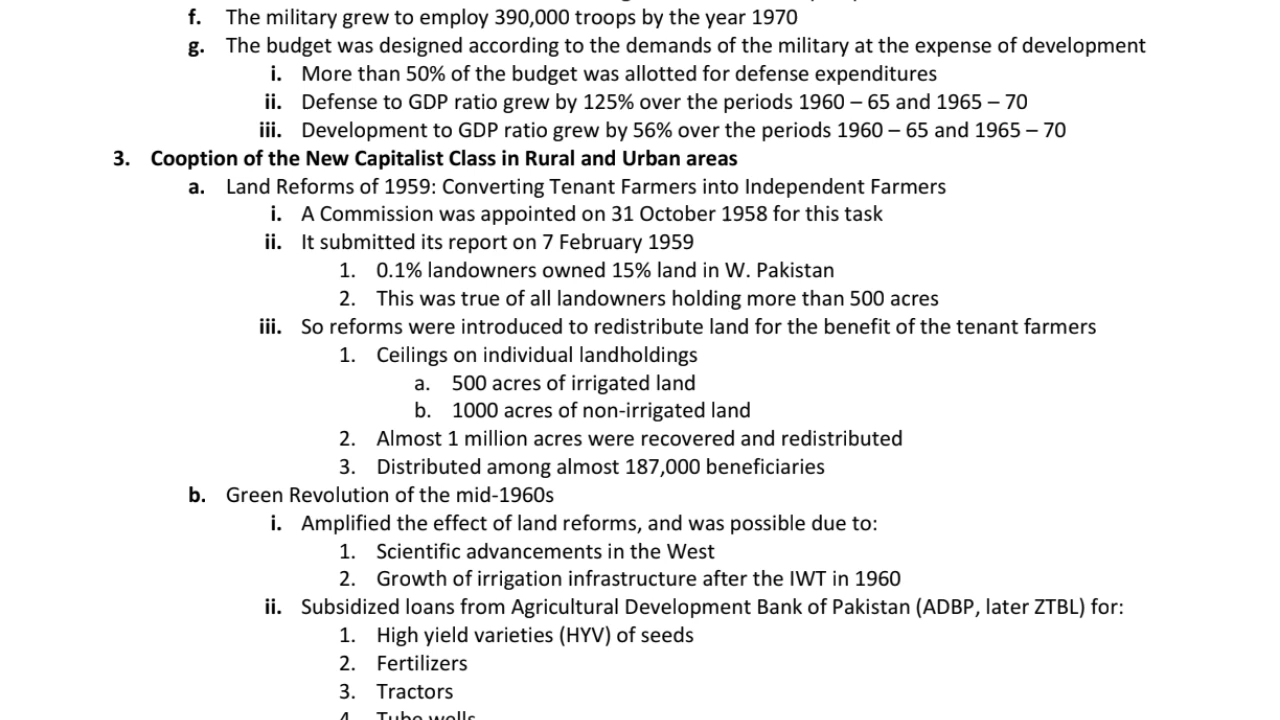 f. The military grew to employ 390,000 troops by the year 1970
g. The budget was designed according to the demands of the military at the expense of development
i. More than 50% of the budget was allotted for defense expenditures
ii. Defense to GDP ratio grew by 125% over the periods 1960 – 65 and 1965 – 70
iii. Development to GDP ratio grew by 56% over the periods 1960 – 65 and 1965 – 70
3. Cooption of the New Capitalist Class in Rural and Urban areas
a. Land Reforms of 1959: Converting Tenant Farmers into Independent Farmers
i. A Commission was appointed on 31 October 1958 for this task
ii. It submitted its report on 7 February 1959
1. 0.1% landowners owned 15% land in W. Pakistan
2. This was true of all landowners holding more than 500 acres
iii. So reforms were introduced to redistribute land for the benefit of the tenant farmers
1. Ceilings on individual landholdings
a. 500 acres of irrigated land
b. 1000 acres of non-irrigated land
2. Almost 1 million acres were recovered and redistributed
3. Distributed among almost 187,000 beneficiaries
b. Green Revolution of the mid-1960s
i. Amplified the effect of land reforms, and was possible due to:
1. Scientific advancements in the West
2. Growth of irrigation infrastructure after the IWT in 1960
ii. Subsidized loans from Agricultural Development Bank of Pakistan (ADBP, later ZTBL) for:
1. High yield varieties (HYV) of seeds
2. Fertilizers
3. Tractors
4. Tube wells